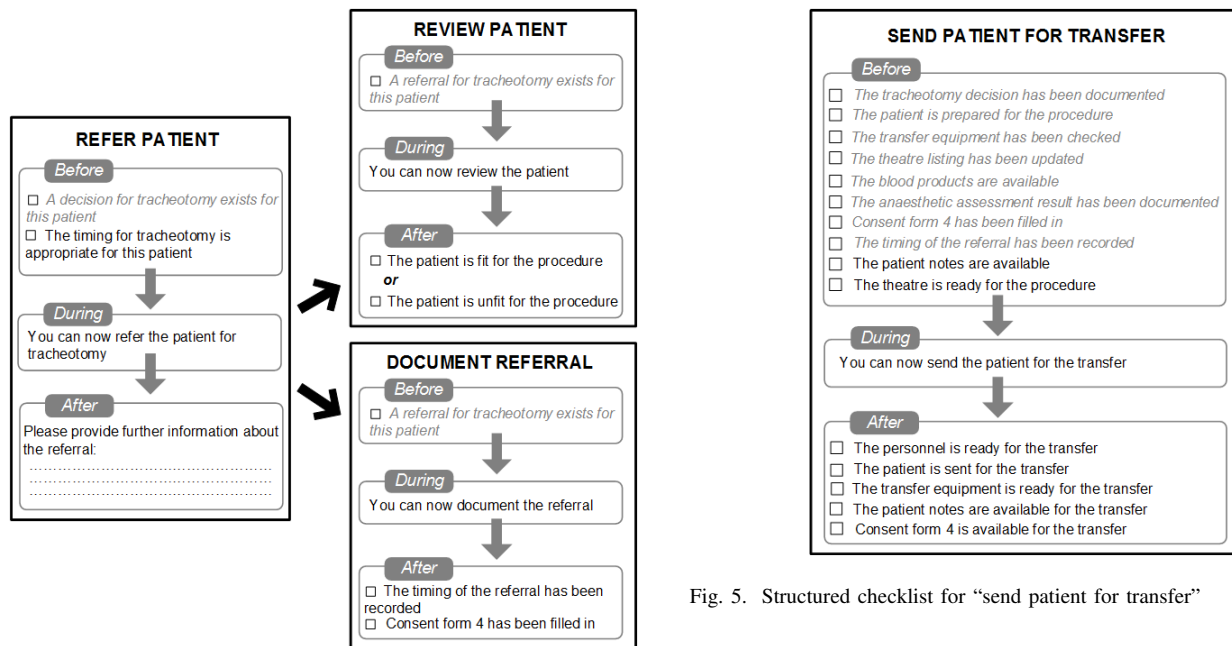 REFER PATIENT
Before
☐ A decision for tracheotomy exists for
this patient
☐ The timing for tracheotomy is
appropriate for this patient
During
You can now refer the patient for
tracheotomy
After
Please provide further information about
the referral:
................................................
................................................
................................................
REVIEW PATIENT
Before
☐ A referral for tracheotomy exists for
this patient
During
You can now review the patient
After
☐ The patient is fit for the procedure
or
☐ The patient is unfit for the procedure
DOCUMENT REFERRAL
Before
☐ A referral for tracheotomy exists for
this patient
During
You can now document the referral
After
☐ The timing of the referral has been
recorded
☐ Consent form 4 has been filled in
SEND PATIENT FOR TRANSFER
Before
☐ The tracheotomy decision has been documented
☐ The patient is prepared for the procedure
☐ The transfer equipment has been checked
☐ The theatre listing has been updated
☐ The blood products are available
☐ The anaesthetic assessment result has been documented
☐ Consent form 4 has been filled in
☐ The timing of the referral has been recorded
☐ The patient notes are available
☐ The theatre is ready for the procedure
During
You can now send the patient for the transfer
After
☐ The personnel is ready for the transfer
☐ The patient is sent for the transfer
☐ The transfer equipment is ready for the transfer
☐ The patient notes are available for the transfer
☐ Consent form 4 is available for the transfer
Fig. 5. Structured checklist for “send patient for transfer”